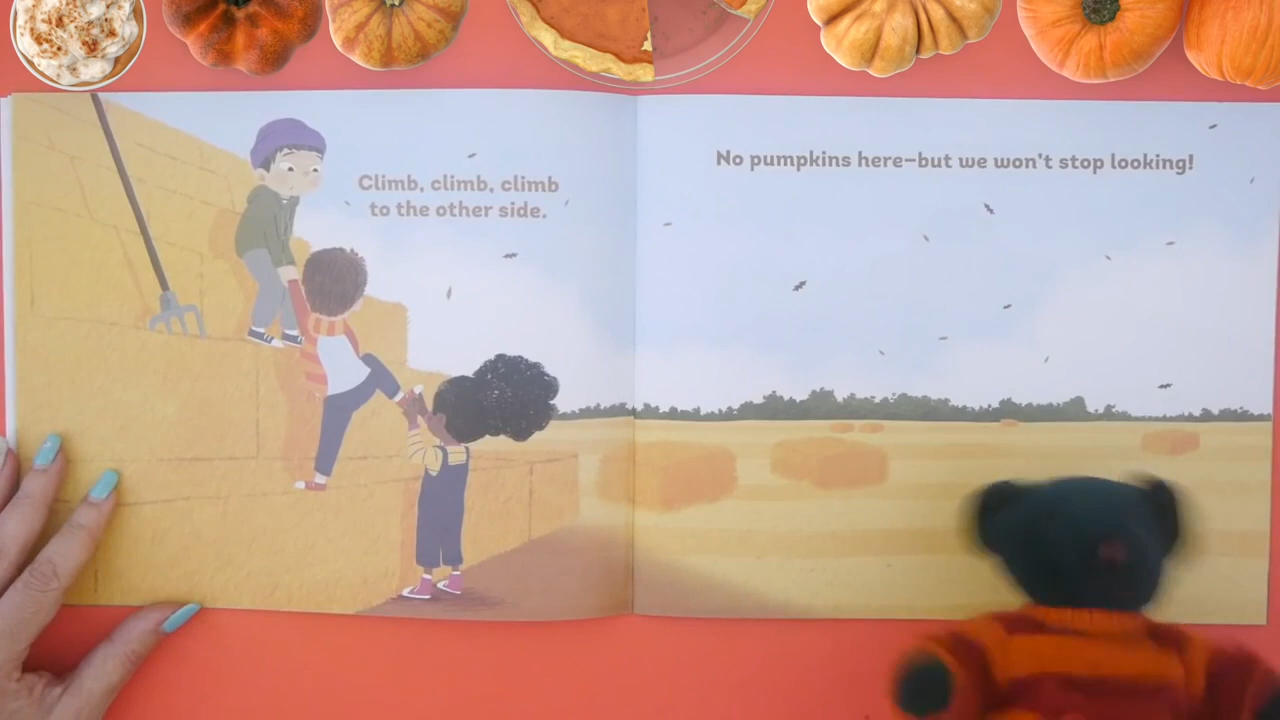 Climb, climb, climb
to the other side.
No pumpkins here—but we won't stop looking!